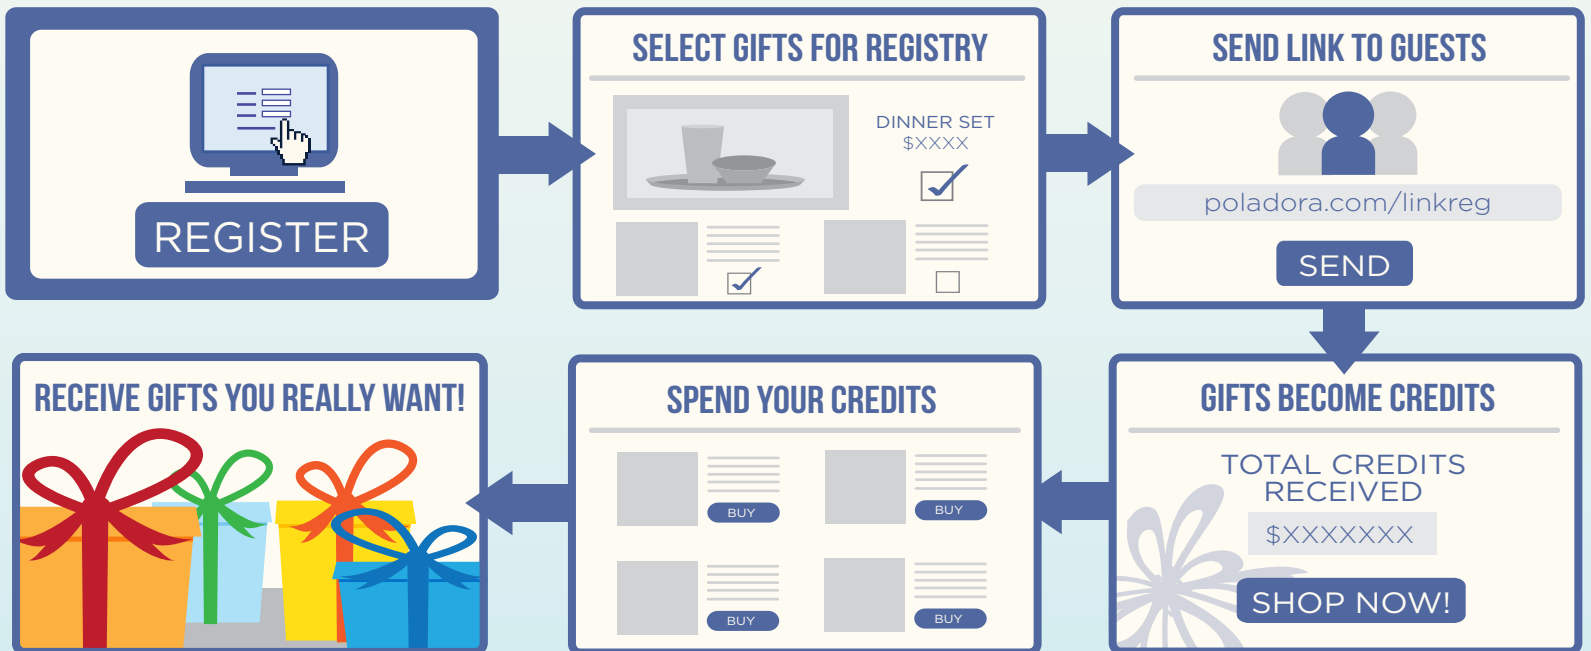 REGISTER
SELECT GIFTS FOR REGISTRY
DINNER SET
$XXXX
SEND LINK TO GUESTS
poladora.com/linkreg
SEND
GIFTS BECOME CREDITS
TOTAL CREDITS
RECEIVED
$XXXXXXX
SHOP NOW!
SPEND YOUR CREDITS
BUY
BUY
BUY
BUY
RECEIVE GIFTS YOU REALLY WANT!